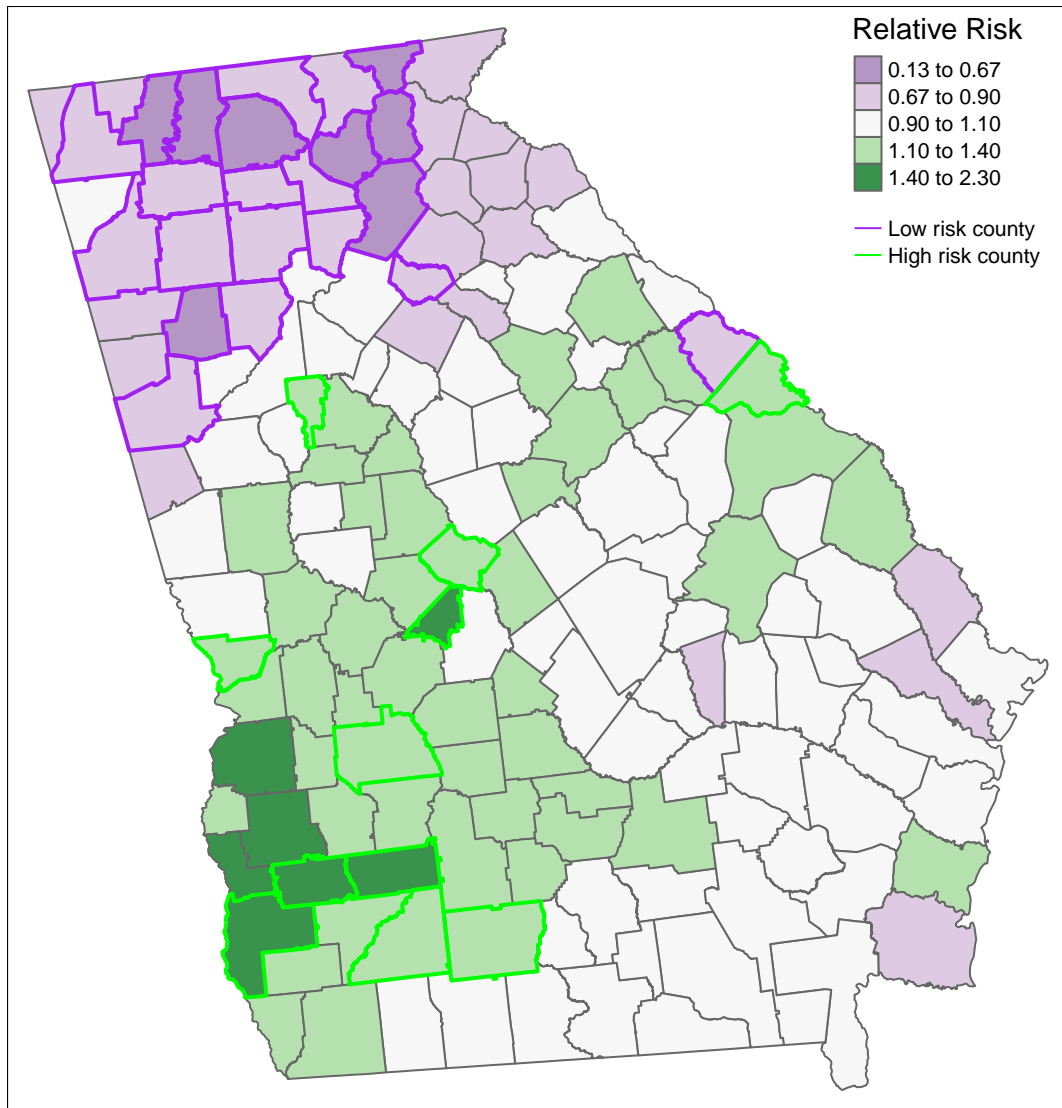 Relative Risk
0.13 to 0.67
0.67 to 0.90
0.90 to 1.10
1.10 to 1.40
1.40 to 2.30
Low risk county
High risk county